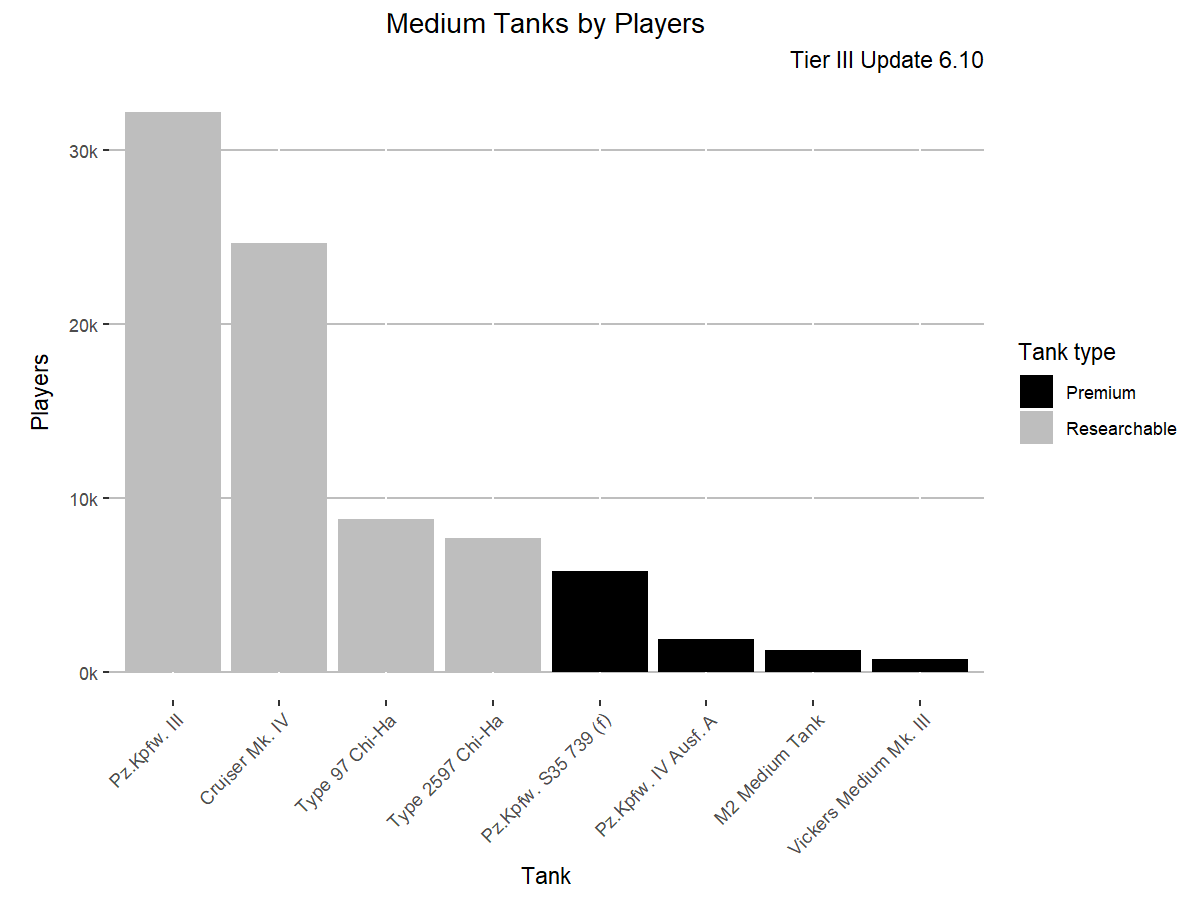 Medium Tanks by Players
Tier III Update 6.10
30k
20k
10k
0k
Players
Pz.Kpfw. III
Cruiser Mk. IV
Type 97 Chi-Ha
Type 2597 Chi-Ha
Pz.Kpfw. S35 739 (f)
Pz.Kpfw. IV Ausf. A
M2 Medium Tank
Vickers Medium Mk. III
Tank
Tank type
Premium
Researchable